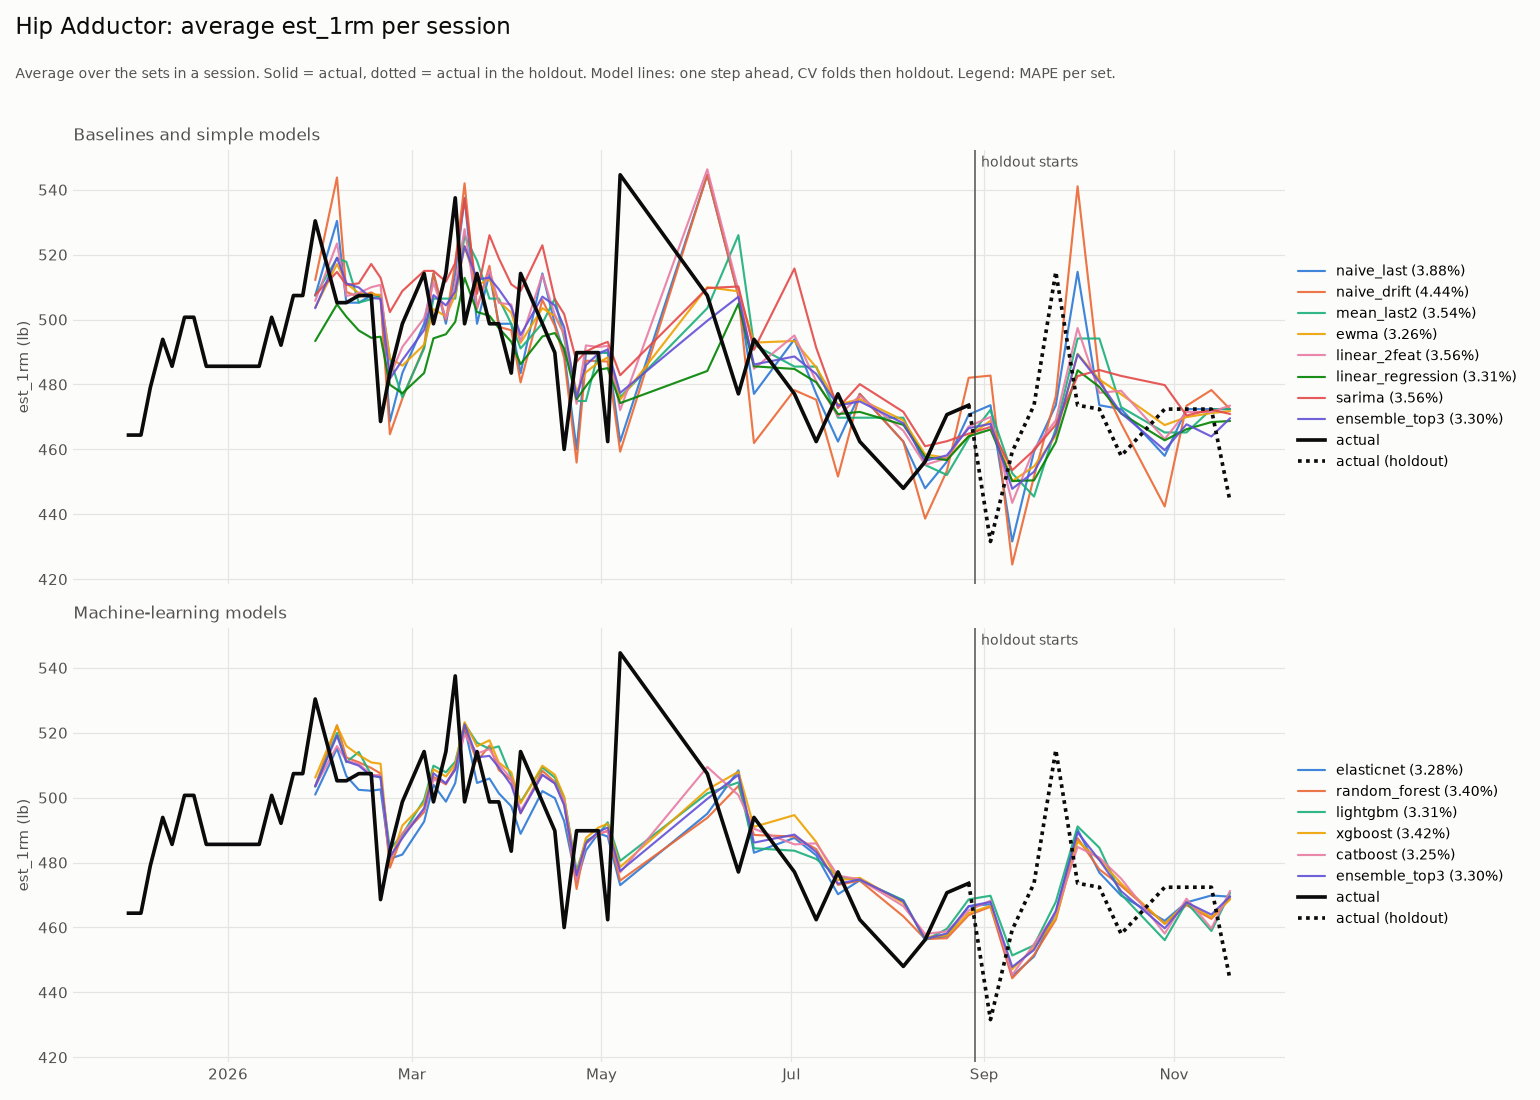 Hip Adductor: average est_1rm per session
Average over the sets in a session. Solid = actual, dotted = actual in the holdout. Model lines: one step ahead, CV folds then holdout. Legend: MAPE per set.
Baselines and simple models
holdout starts
540
520
500
480
460
440
420
est_1rm (lb)
naive_last (3.88%)
naive_drift (4.44%)
mean_last2 (3.54%)
ewma (3.26%)
linear_2feat (3.56%)
linear_regression (3.31%)
sarima (3.56%)
ensemble_top3 (3.30%)
actual
actual (holdout)
Machine-learning models
holdout starts
540
520
500
480
460
440
420
est_1rm (lb)
elasticnet (3.28%)
random_forest (3.40%)
lightgbm (3.31%)
xgboost (3.42%)
catboost (3.25%)
ensemble_top3 (3.30%)
actual
actual (holdout)
2026
Mar
May
Jul
Sep
Nov